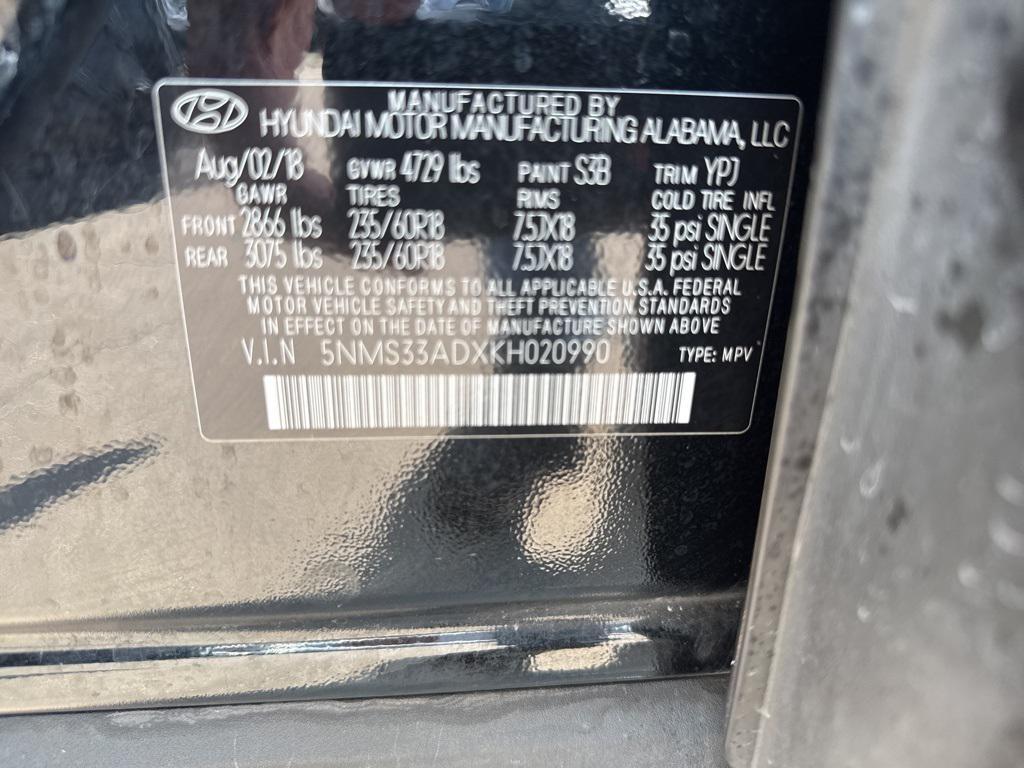 MANUFACTURED BY
HYUNDAI MOTOR MANUFACTURING ALABAMA, LLC
Aug/02/18 GVWR 4729 lbs PAINT S3B TRIM YPJ
GAWR TIRES RIMS COLD TIRE INFL
FRONT 2866 lbs 235/60R18 7.5JX18 35 psi SINGLE
REAR 3075 lbs 235/60R18 7.5JX18 35 psi SINGLE
THIS VEHICLE CONFORMS TO ALL APPLICABLE U.S.A. FEDERAL
MOTOR VEHICLE SAFETY AND THEFT PREVENTION STANDARDS
IN EFFECT ON THE DATE OF MANUFACTURE SHOWN ABOVE
V.I.N 5NMS33ADXKH020990 TYPE: MPV